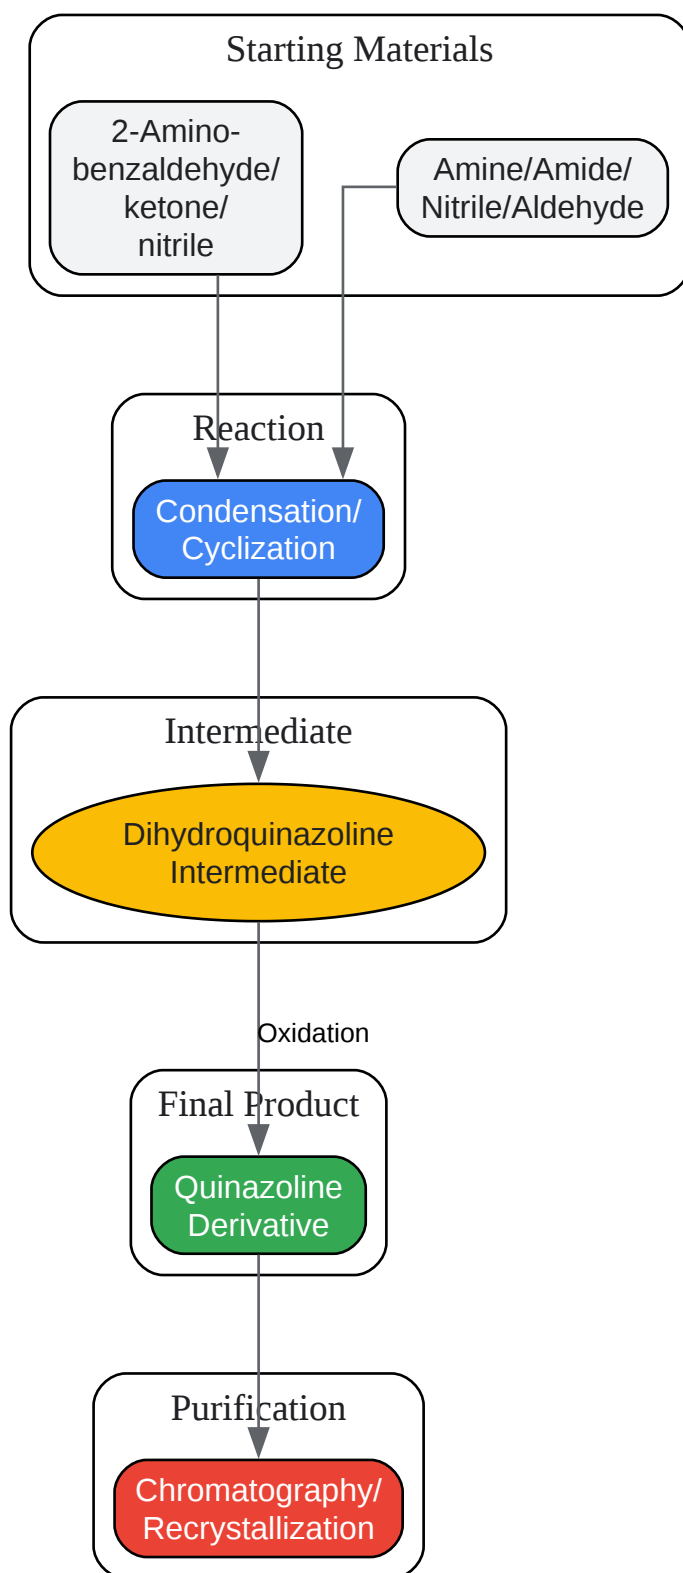 Starting Materials
2-Amino-
benzaldehyde/
ketone/
nitrile
Amine/Amide/
Nitrile/Aldehyde
Reaction
Condensation/
Cyclization
Intermediate
Dihydroquinazoline
Intermediate
Oxidation
Final Product
Quinazoline
Derivative
Purification
Chromatography/
Recrystallization